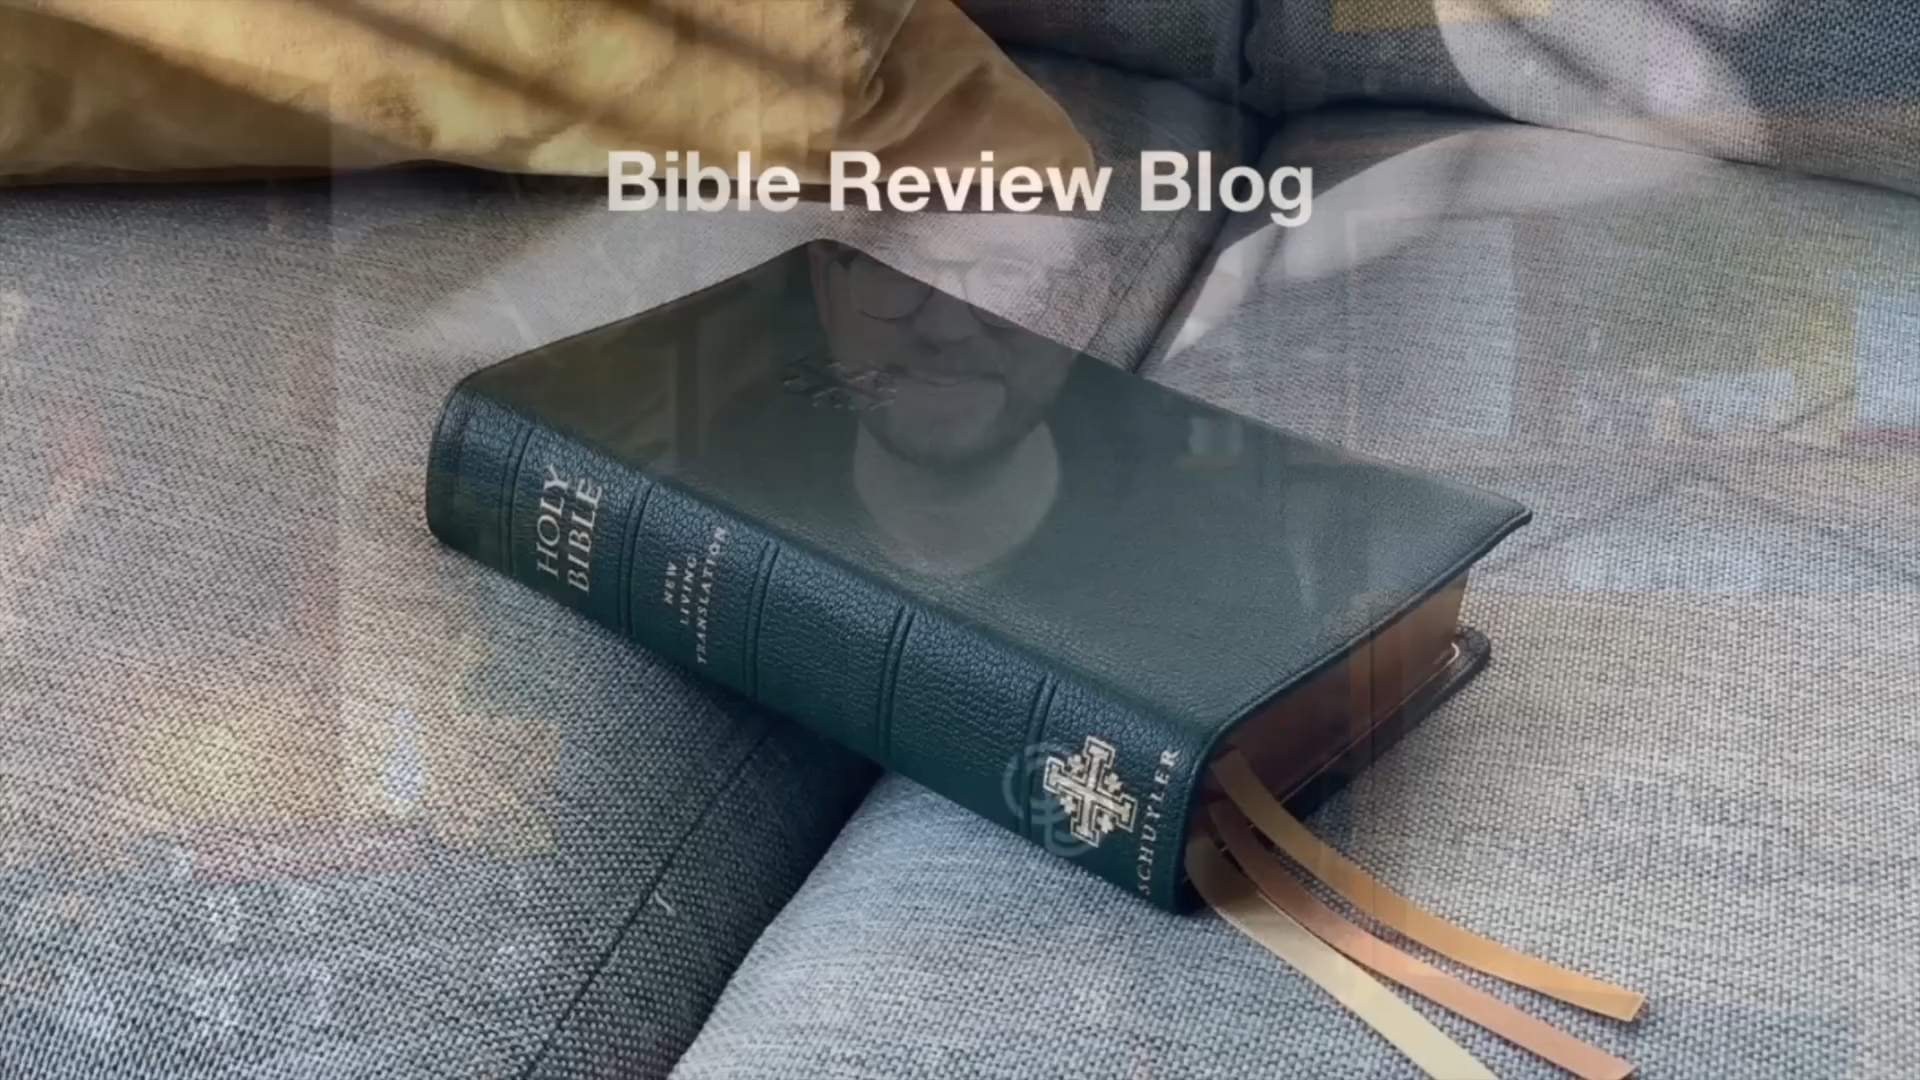 Bible Review Blog
HOLY
BIBLE
NEW
LIVING
TRANSLATION
SCHUYLER